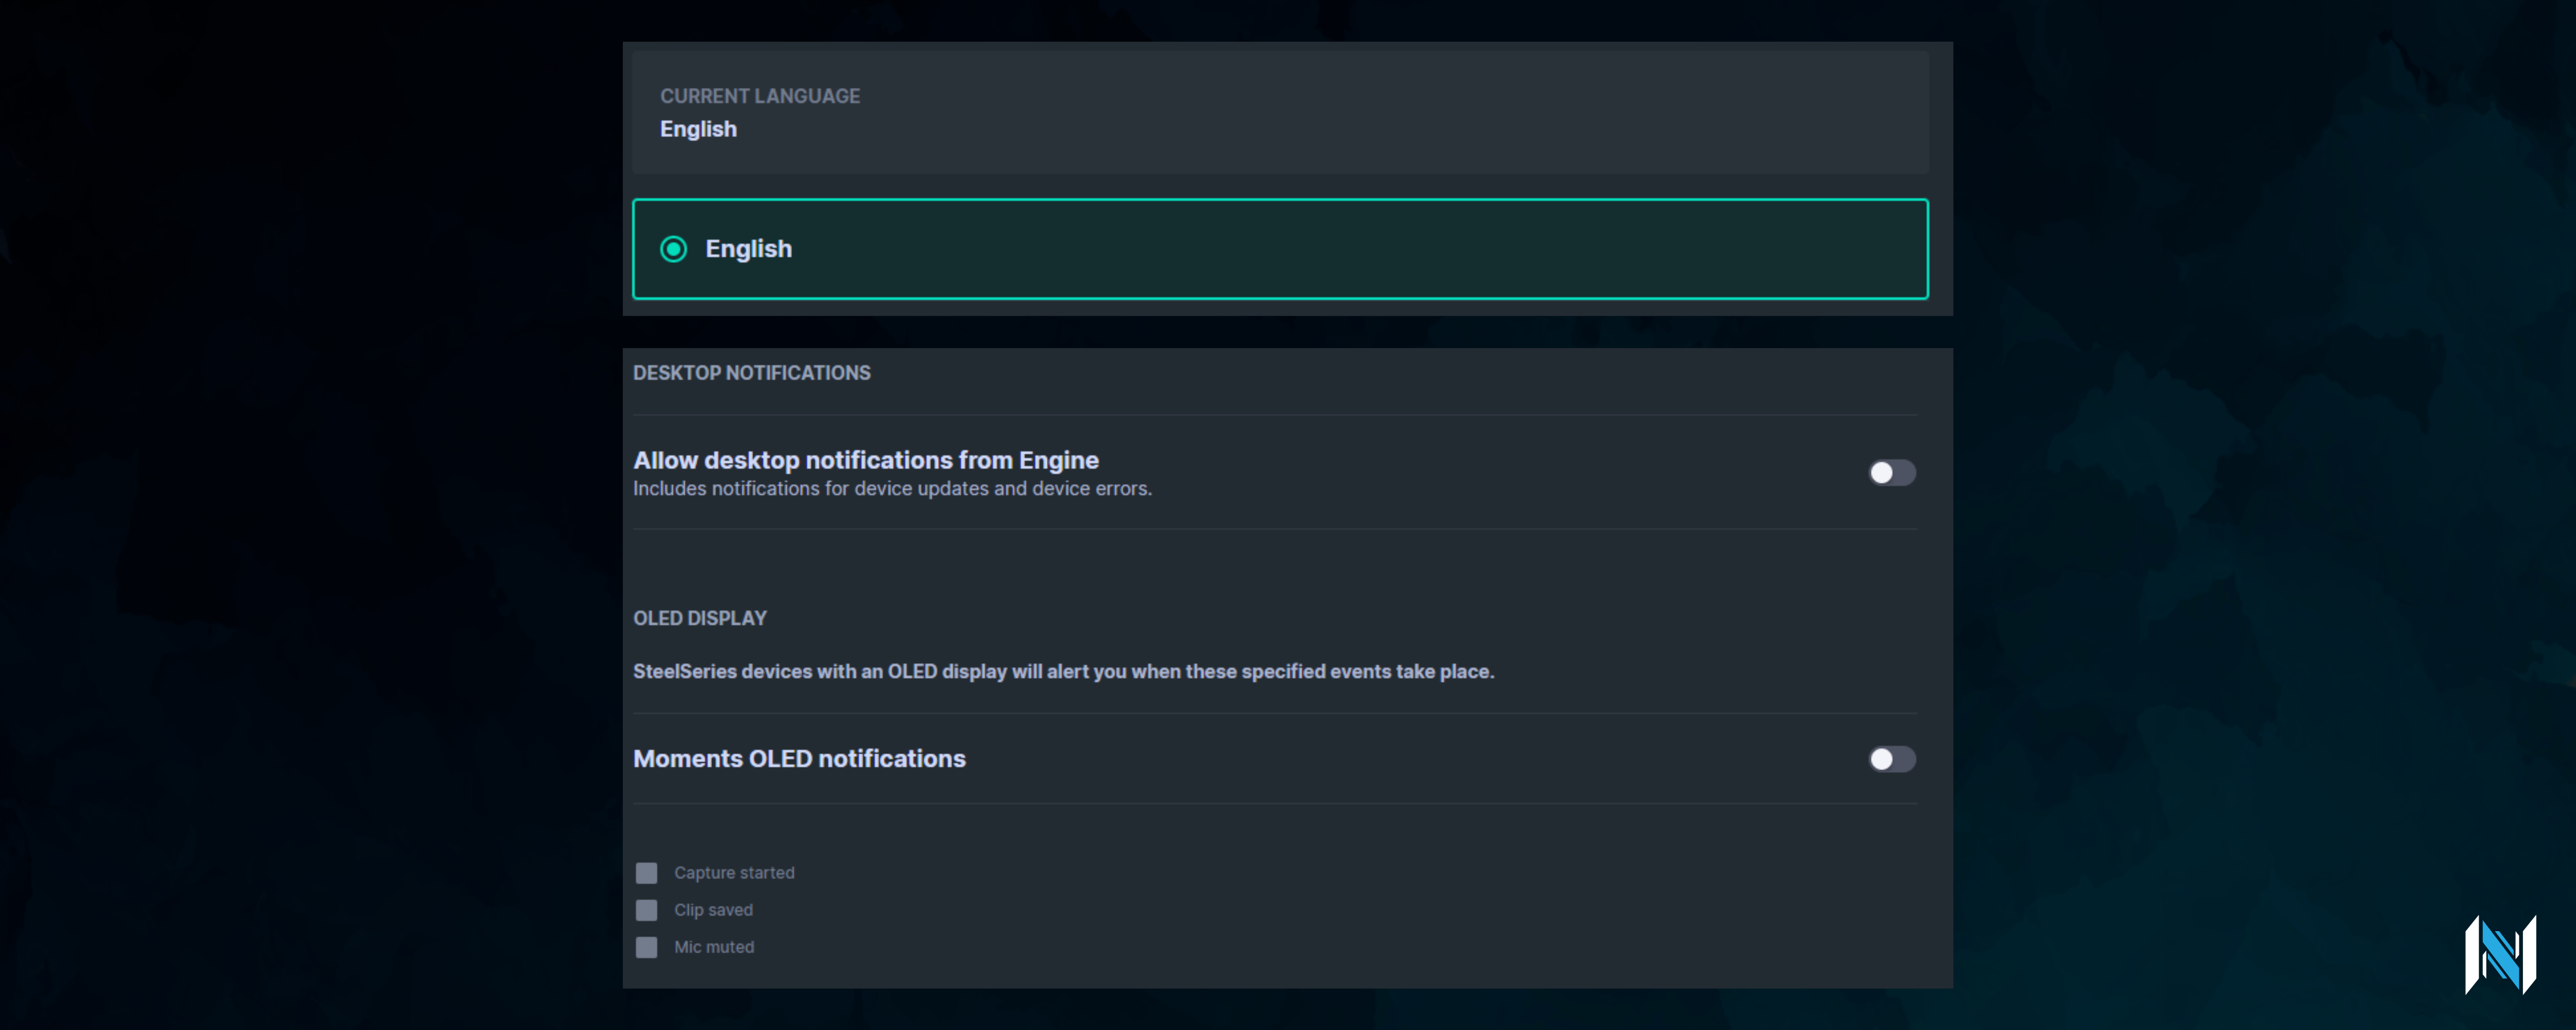 CURRENT LANGUAGE
English
English
DESKTOP NOTIFICATIONS
Allow desktop notifications from Engine
Includes notifications for device updates and device errors.
OLED DISPLAY
SteelSeries devices with an OLED display will alert you when these specified events take place.
Moments OLED notifications
Capture started
Clip saved
Mic muted